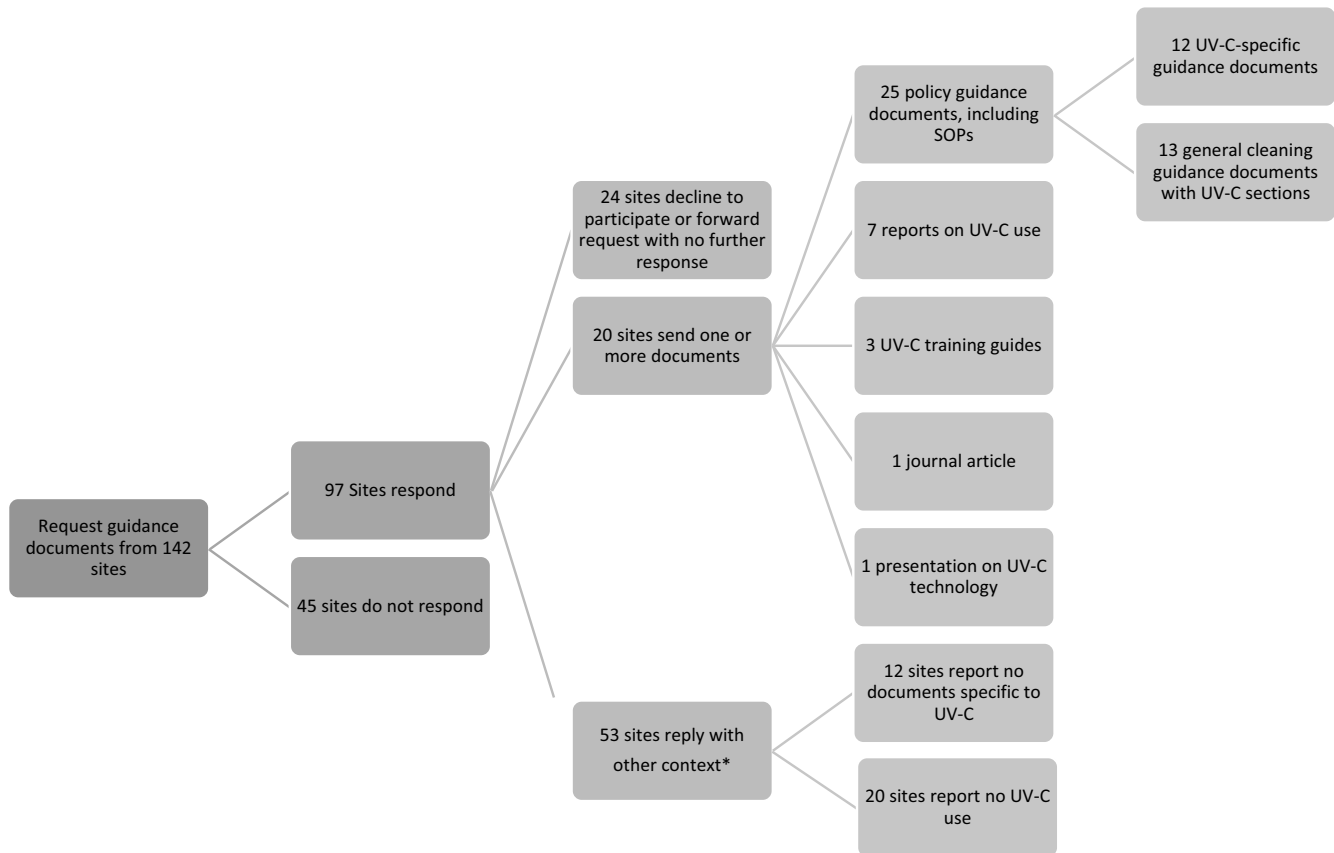 Request guidance
documents from 142
sites
97 Sites respond
45 sites do not respond
24 sites decline to
participate or forward
request with no further
response
20 sites send one or
more documents
53 sites reply with
other context*
25 policy guidance
documents, including
SOPs
7 reports on UV-C use
3 UV-C training guides
1 journal article
1 presentation on UV-C
technology
12 sites report no
documents specific to
UV-C
20 sites report no UV-C
use
12 UV-C-specific
guidance documents
13 general cleaning
guidance documents
with UV-C sections